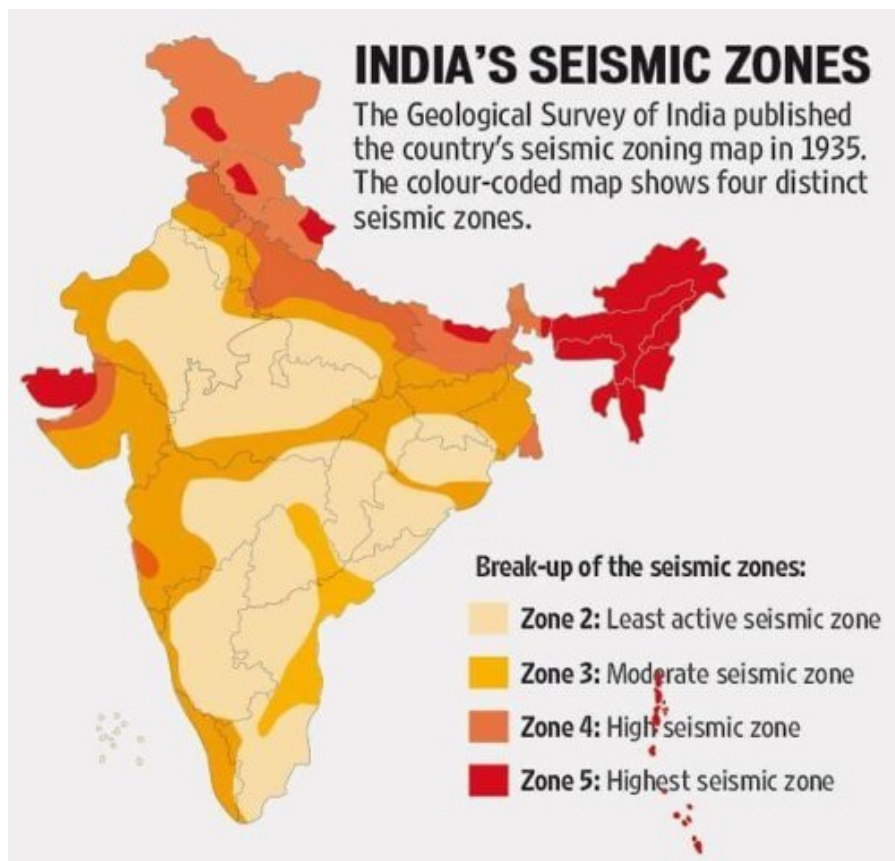 INDIA'S SEISMIC ZONES
The Geological Survey of India published
the country's seismic zoning map in 1935.
The colour-coded map shows four distinct
seismic zones.
Break-up of the seismic zones:
Zone 2: Least active seismic zone
Zone 3: Moderate seismic zone
Zone 4: High seismic zone
Zone 5: Highest seismic zone